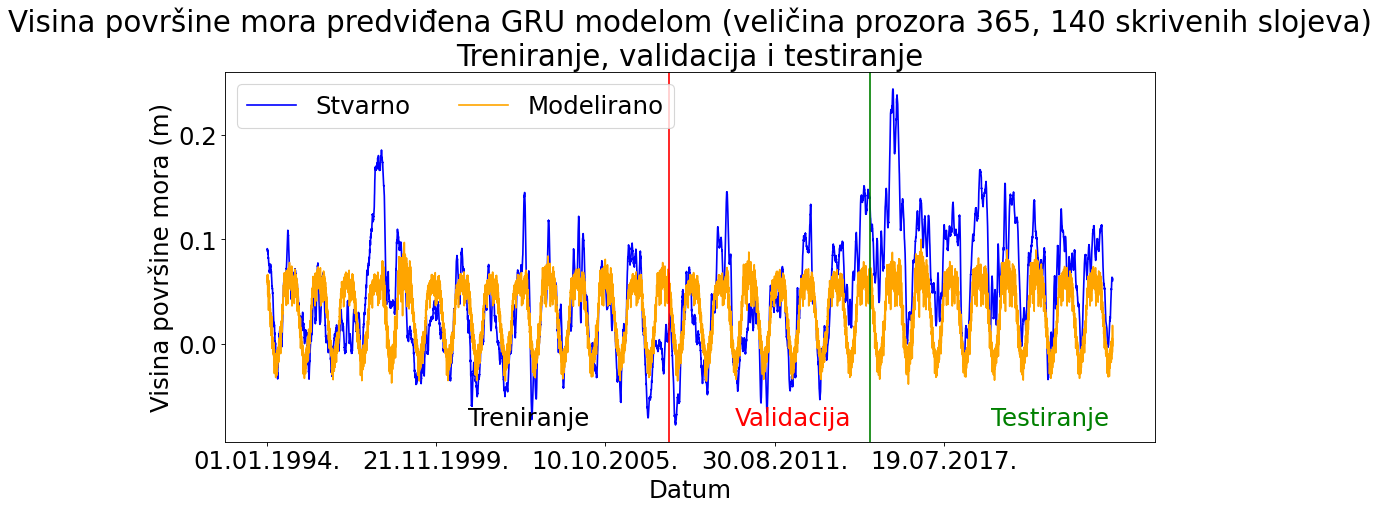 Visina površine mora predviđena GRU modelom (veličina prozora 365, 140 skrivenih slojeva)
Treniranje, validacija i testiranje
Stvarno
Modelirano
Visina površine mora (m)
0.2
0.1
0.0
Treniranje
Validacija
Testiranje
01.01.1994.
21.11.1999.
10.10.2005.
30.08.2011.
19.07.2017.
Datum